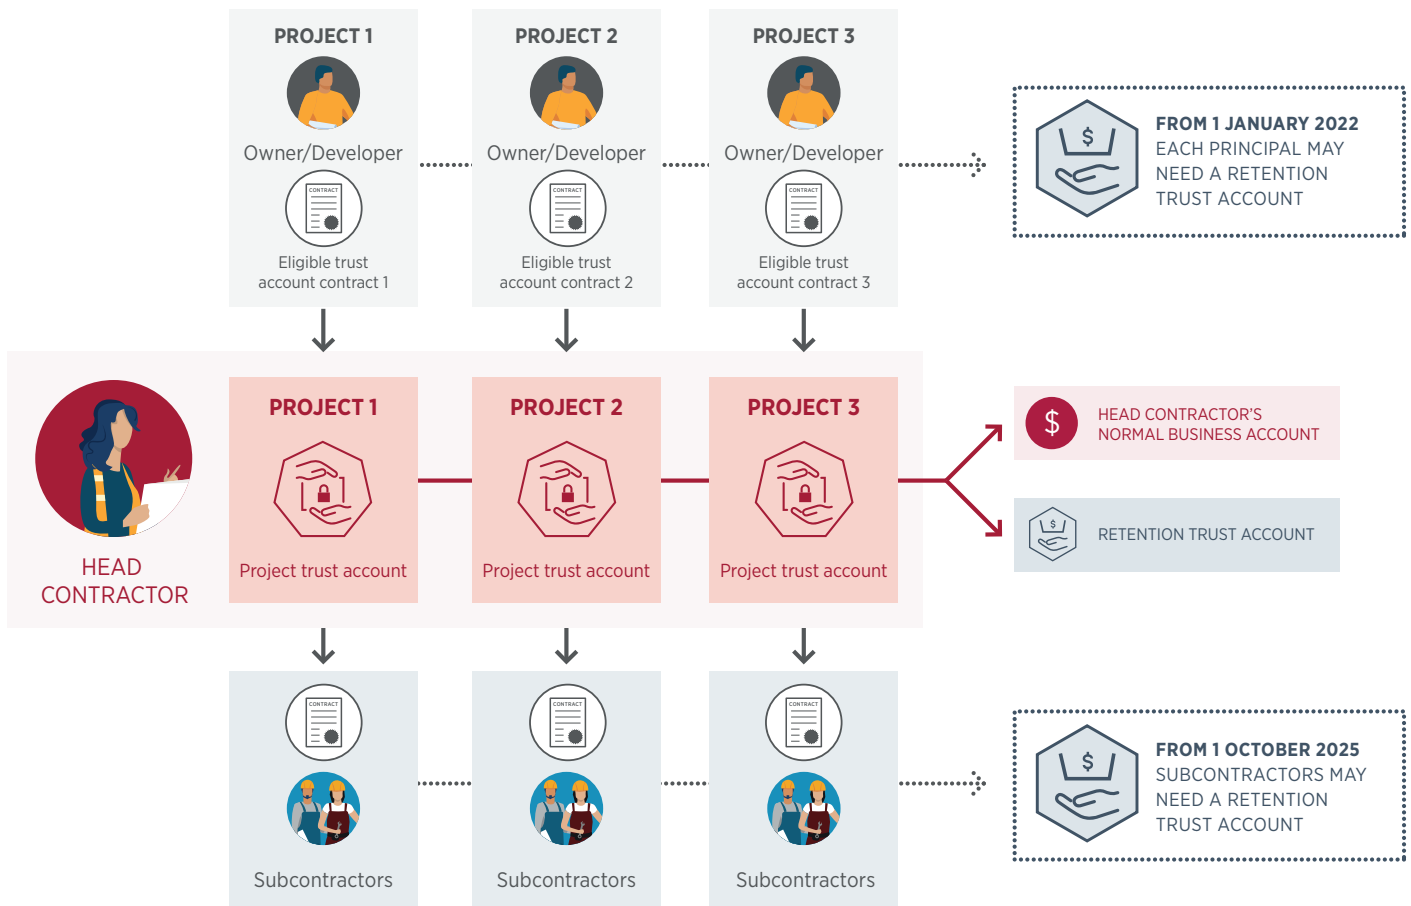 PROJECT 1
PROJECT 2
PROJECT 3
Owner/Developer
Owner/Developer
Owner/Developer
CONTRACT
CONTRACT
CONTRACT
Eligible trust
account contract 1
Eligible trust
account contract 2
Eligible trust
account contract 3
$
FROM 1 JANUARY 2022
EACH PRINCIPAL MAY
NEED A RETENTION
TRUST ACCOUNT
HEAD
CONTRACTOR
PROJECT 1
Project trust account
PROJECT 2
Project trust account
PROJECT 3
Project trust account
$
HEAD CONTRACTOR’S
NORMAL BUSINESS ACCOUNT
$
RETENTION TRUST ACCOUNT
CONTRACT
CONTRACT
CONTRACT
Subcontractors
Subcontractors
Subcontractors
$
FROM 1 OCTOBER 2025
SUBCONTRACTORS MAY
NEED A RETENTION
TRUST ACCOUNT